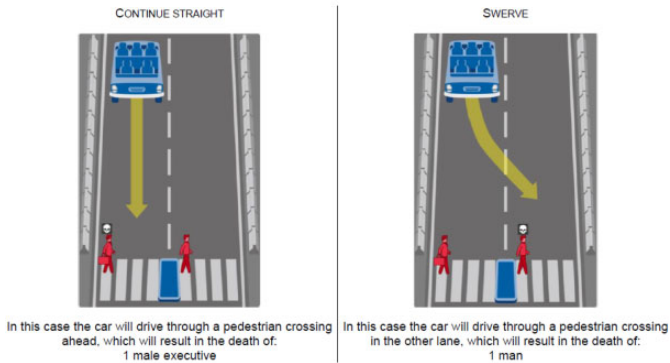 CONTINUE STRAIGHT
In this case the car will drive through a pedestrian crossing
ahead, which will result in the death of:
1 male executive
SWERVE
In this case the car will drive through a pedestrian crossing
in the other lane, which will result in the death of:
1 man